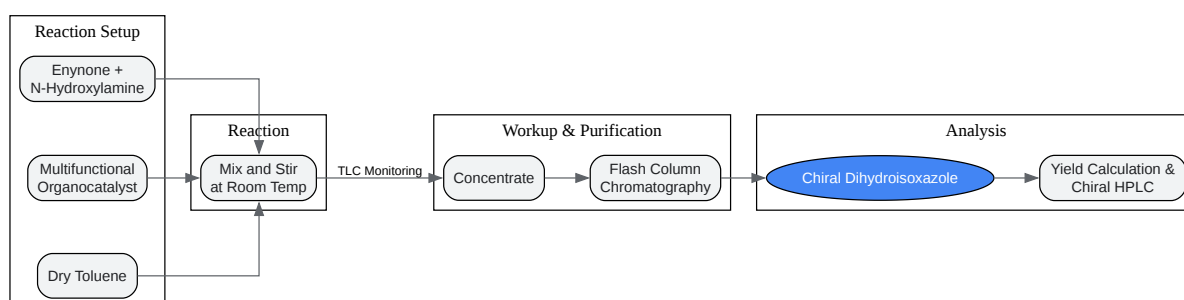 Reaction Setup
Enynone +
N-Hydroxylamine
Multifunctional
Organocatalyst
Dry Toluene
Reaction
Mix and Stir
at Room Temp
TLC Monitoring
Workup & Purification
Concentrate
Flash Column
Chromatography
Analysis
Chiral Dihydroisoxazole
Yield Calculation &
Chiral HPLC